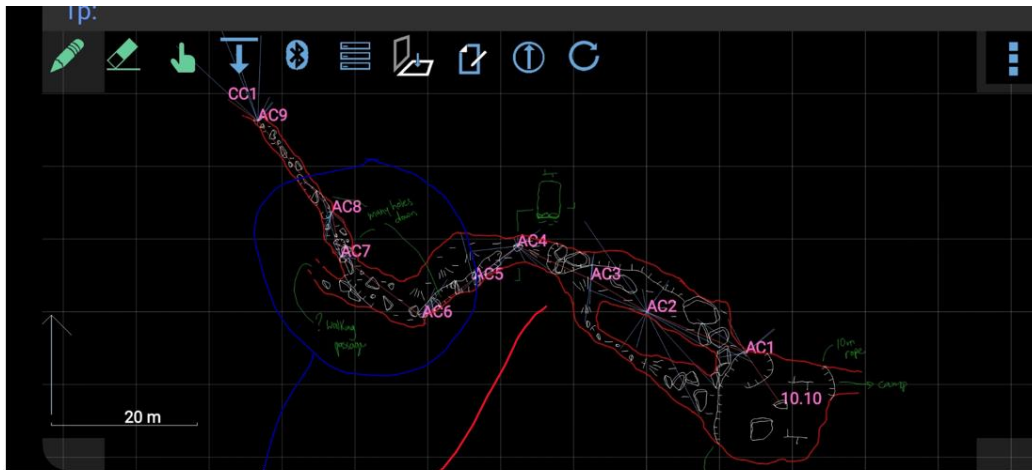 Tp:
CC1
AC9
AC8
many holes
down
AC7
AC4
AC5
AC3
AC6
AC2
? walking
passage
AC1
10m
rope
→ camp
10.10
20 m